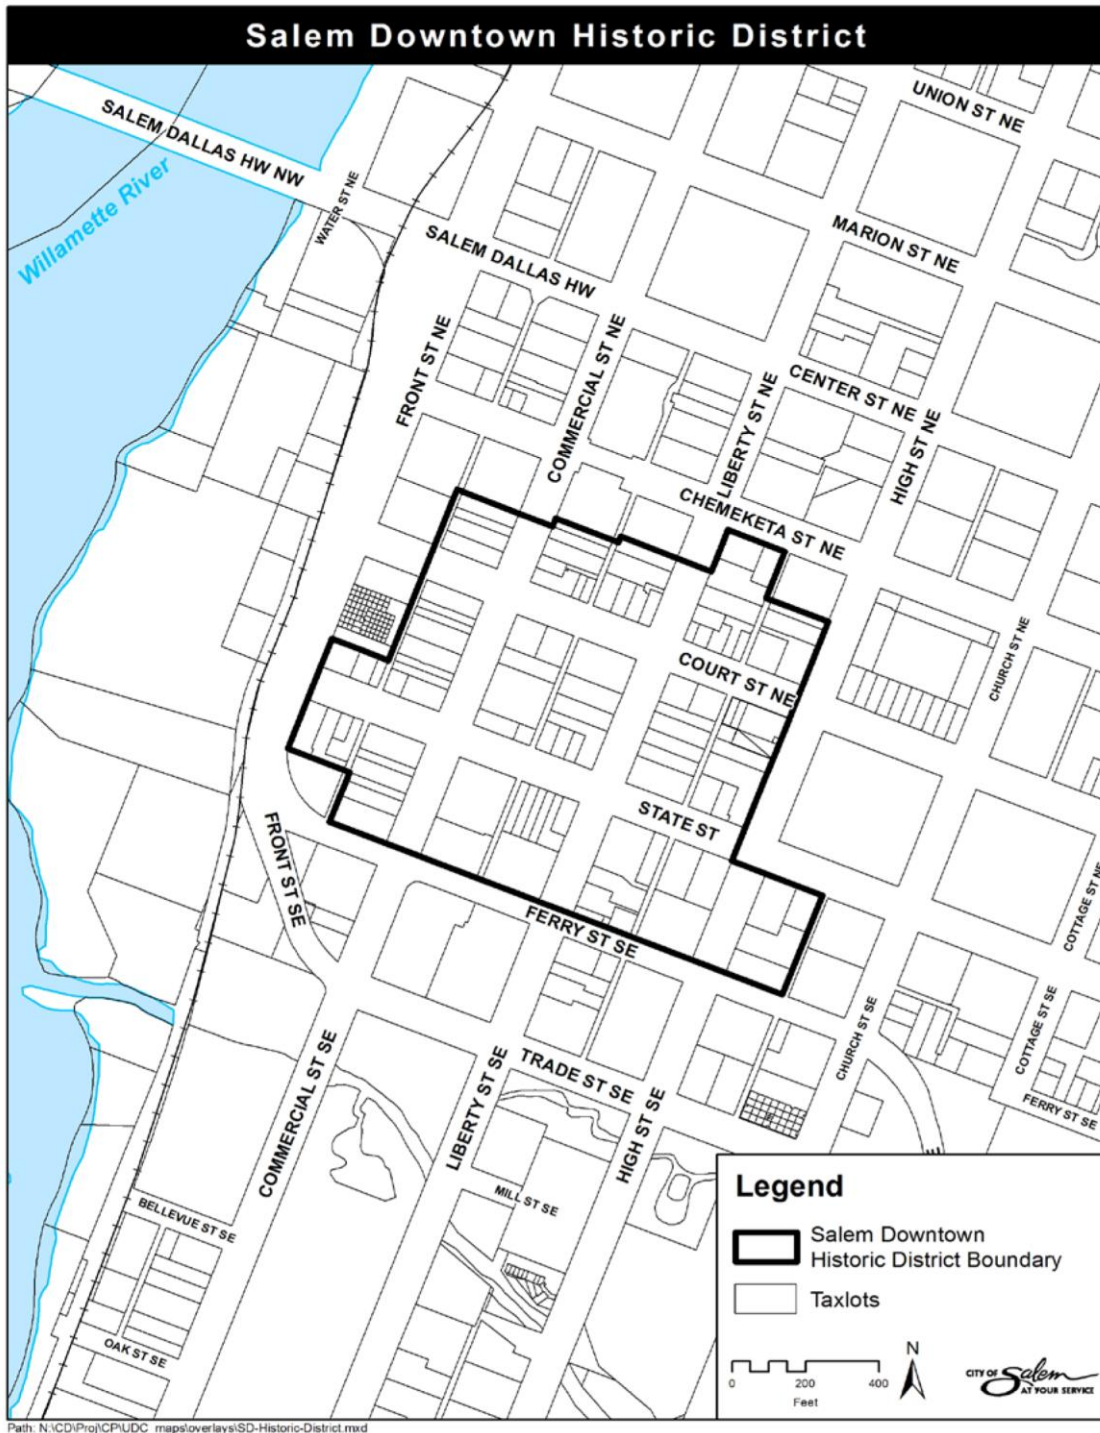 Salem Downtown Historic District
UNION ST NE
SALEM DALLAS HW NW
Willamette River
WATER ST NE
MARION ST NE
SALEM DALLAS HW
FRONT ST NE
COMMERCIAL ST NE
CENTER ST NE
LIBERTY ST NE
HIGH ST NE
CHEMEKETA ST NE
CHURCH ST NE
COURT ST NE
STATE ST
FRONT ST SE
COTTAGE ST NE
FERRY ST SE
CHURCH ST SE
COTTAGE ST SE
COMMERCIAL ST SE
TRADE ST SE
LIBERTY ST SE
HIGH ST SE
FERRY ST SE
MILL ST SE
BELLEVUE ST SE
OAK ST SE
Legend
Salem Downtown
Historic District Boundary
Taxlots
N
0 200 400
Feet
CITY OF Salem
AT YOUR SERVICE
Path: N:\CD\Proj\CP\UDC_maps\overlays\SD-Historic-District.mxd